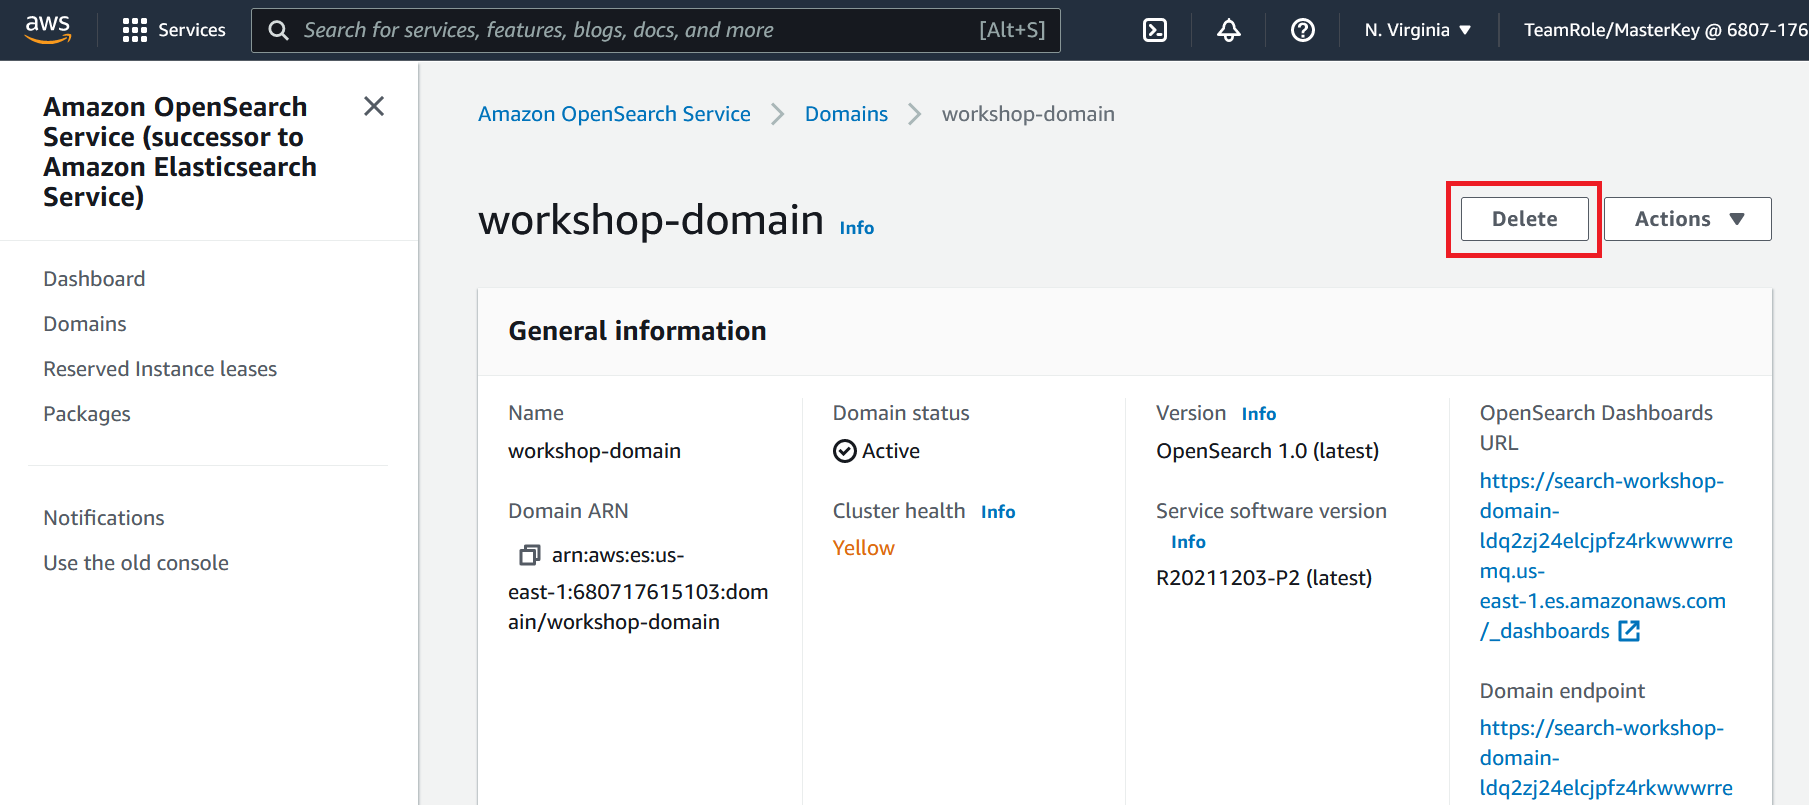 aws
Services
Search for services, features, blogs, docs, and more
[Alt+S]
N. Virginia
TeamRole/MasterKey @ 6807-176
Amazon OpenSearch
Service (successor to
Amazon Elasticsearch
Service)
Dashboard
Domains
Reserved Instance leases
Packages
Notifications
Use the old console
Amazon OpenSearch Service
Domains
workshop-domain
workshop-domain Info
Delete
Actions
General information
Name
workshop-domain
Domain ARN
arn:aws:es:us-
east-1:680717615103:dom
ain/workshop-domain
Domain status
Active
Cluster health Info
Yellow
Version Info
OpenSearch 1.0 (latest)
Service software version
Info
R20211203-P2 (latest)
OpenSearch Dashboards
URL
https://search-workshop-
domain-
ldq2zj24elcjpfz4rkwwwrre
mq.us-
east-1.es.amazonaws.com
/_dashboards
Domain endpoint
https://search-workshop-
domain-
ldq2zj24elcjpfz4rkwwwrre